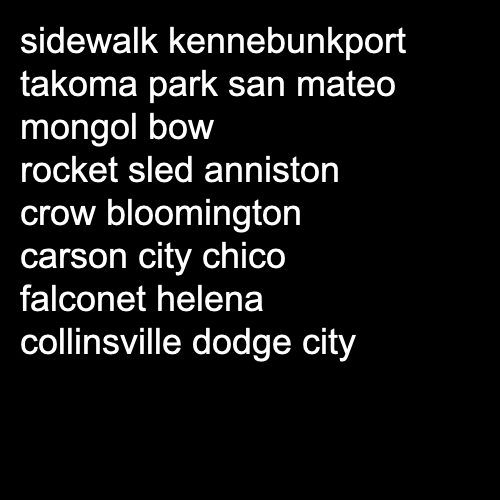 sidewalk kennebunkport
takoma park san mateo
mongol bow
rocket sled anniston
crow bloomington
carson city chico
falconet helena
collinsville dodge city